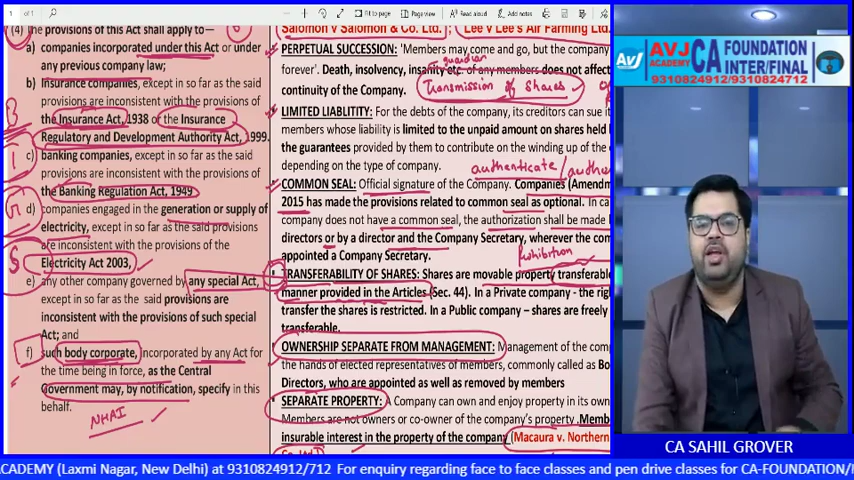 1 of 1
Fit to page
Page view
Read aloud
Add notes
(4) The provisions of this Act shall apply to—
a) companies incorporated under this Act or under
any previous company law;
b) Insurance companies, except in so far as the said
provisions are inconsistent with the provisions of
the Insurance Act, 1938 or the Insurance
Regulatory and Development Authority Act, 1999.
c) banking companies, except in so far as the said
provisions are inconsistent with the provisions of
the Banking Regulation Act, 1949
d) companies engaged in the generation or supply of
electricity, except in so far as the said provisions
are inconsistent with the provisions of the
Electricity Act 2003,
e) any other company governed by any special Act,
except in so far as the said provisions are
inconsistent with the provisions of such special
Act; and
f) such body corporate, incorporated by any Act for
the time being in force, as the Central
Government may, by notification, specify in this
behalf.
NHAI
Salomon v Salomon & Co. Ltd. ; Lee v Lee's Air Farming Ltd.
PERPETUAL SUCCESSION: 'Members may come and go, but the company
guardian
forever'. Death, insolvency, insanity etc. of any members does not affect
continuity of the Company.
Transmission of shares
LIMITED LIABLITITY: For the debts of the company, its creditors can sue it
members whose liability is limited to the unpaid amount on shares held
the guarantees provided by them to contribute on the winding up of the
depending on the type of company.
authenticate/
COMMON SEAL: Official signature of the Company. Companies (Amendm
2015 has made the provisions related to common seal as optional. In ca
company does not have a common seal, the authorization shall be made
directors or by a director and the Company Secretary, wherever the com
appointed a Company Secretary.
Prohibition
TRANSFERABILITY OF SHARES: Shares are movable property transferable
manner provided in the Articles (Sec. 44). In a Private company - the rig
transfer the shares is restricted. In a Public company – shares are freely
transferable.
OWNERSHIP SEPARATE FROM MANAGEMENT: Management of the comp
the hands of elected representatives of members, commonly called as Bo
Directors, who are appointed as well as removed by members
SEPARATE PROPERTY: A Company can own and enjoy property in its own
Members are not owners or co-owner of the company's property .Memb
insurable interest in the property of the company (Macaura v. Northern
AVJ
ACADEMY
CA
FOUNDATION
INTER/FINAL
9310824912/9310824712
CA SAHIL GROVER
ACADEMY (Laxmi Nagar, New Delhi) at 9310824912/712 For enquiry regarding face to face classes and pen drive classes for CA-FOUNDATION/